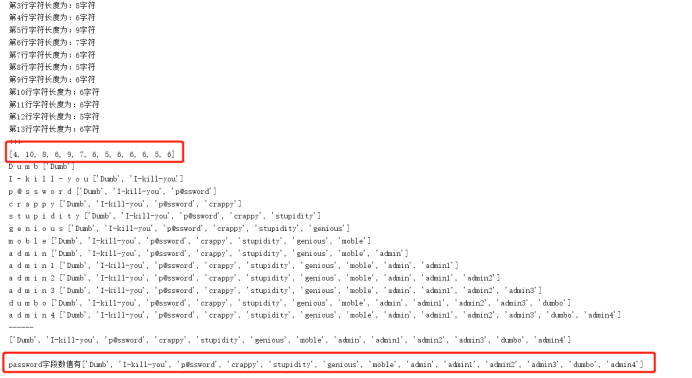 第3行字符长度为：8字符
第4行字符长度为：6字符
第5行字符长度为：9字符
第6行字符长度为：7字符
第7行字符长度为：6字符
第8行字符长度为：5字符
第9行字符长度为：6字符
第10行字符长度为：6字符
第11行字符长度为：6字符
第12行字符长度为：5字符
第13行字符长度为：6字符
***
[4, 10, 8, 6, 9, 7, 6, 5, 6, 6, 6, 5, 6]
D u m b ['Dumb']
I - k i l l - y o u ['Dumb', 'I-kill-you']
p @ s s w o r d ['Dumb', 'I-kill-you', 'p@ssword']
c r a p p y ['Dumb', 'I-kill-you', 'p@ssword', 'crappy']
s t u p i d i t y ['Dumb', 'I-kill-you', 'p@ssword', 'crappy', 'stupidity']
g e n i o u s ['Dumb', 'I-kill-you', 'p@ssword', 'crappy', 'stupidity', 'genious']
m o b l e ['Dumb', 'I-kill-you', 'p@ssword', 'crappy', 'stupidity', 'genious', 'moble']
a d m i n ['Dumb', 'I-kill-you', 'p@ssword', 'crappy', 'stupidity', 'genious', 'moble', 'admin']
a d m i n 1 ['Dumb', 'I-kill-you', 'p@ssword', 'crappy', 'stupidity', 'genious', 'moble', 'admin', 'admin1']
a d m i n 2 ['Dumb', 'I-kill-you', 'p@ssword', 'crappy', 'stupidity', 'genious', 'moble', 'admin', 'admin1', 'admin2']
a d m i n 3 ['Dumb', 'I-kill-you', 'p@ssword', 'crappy', 'stupidity', 'genious', 'moble', 'admin', 'admin1', 'admin2', 'admin3']
d u m b o ['Dumb', 'I-kill-you', 'p@ssword', 'crappy', 'stupidity', 'genious', 'moble', 'admin', 'admin1', 'admin2', 'admin3', 'dumbo']
a d m i n 4 ['Dumb', 'I-kill-you', 'p@ssword', 'crappy', 'stupidity', 'genious', 'moble', 'admin', 'admin1', 'admin2', 'admin3', 'dumbo', 'admin4']
------
['Dumb', 'I-kill-you', 'p@ssword', 'crappy', 'stupidity', 'genious', 'moble', 'admin', 'admin1', 'admin2', 'admin3', 'dumbo', 'admin4']
password字段数值有['Dumb', 'I-kill-you', 'p@ssword', 'crappy', 'stupidity', 'genious', 'moble', 'admin', 'admin1', 'admin2', 'admin3', 'dumbo', 'admin4']